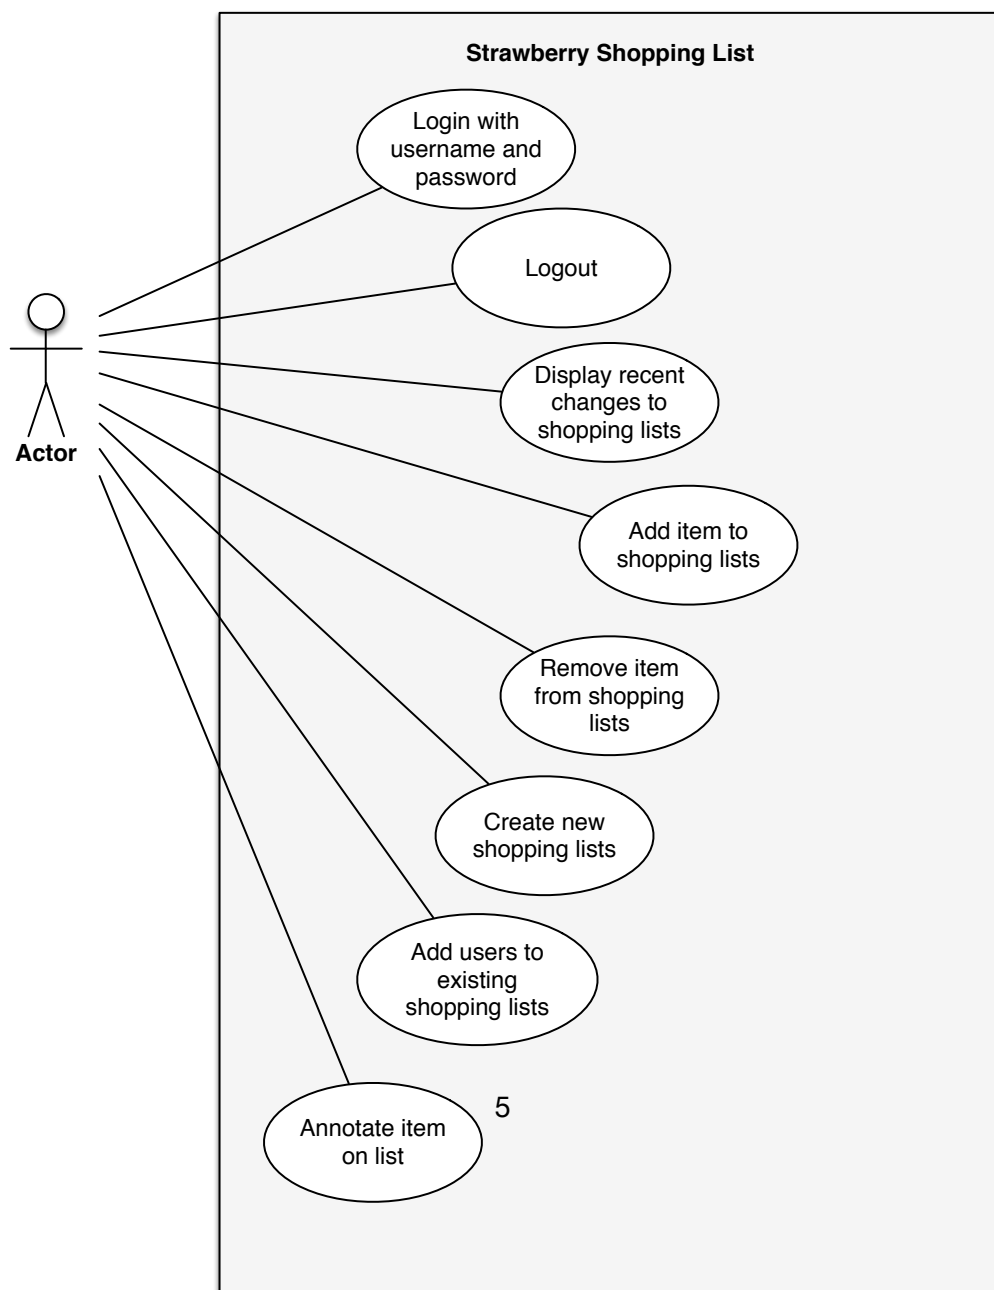 Strawberry Shopping List
Login with
username and
password
Logout
Display recent
changes to
shopping lists
Actor
Add item to
shopping lists
Remove item
from shopping
lists
Create new
shopping lists
Add users to
existing
shopping lists
5
Annotate item
on list